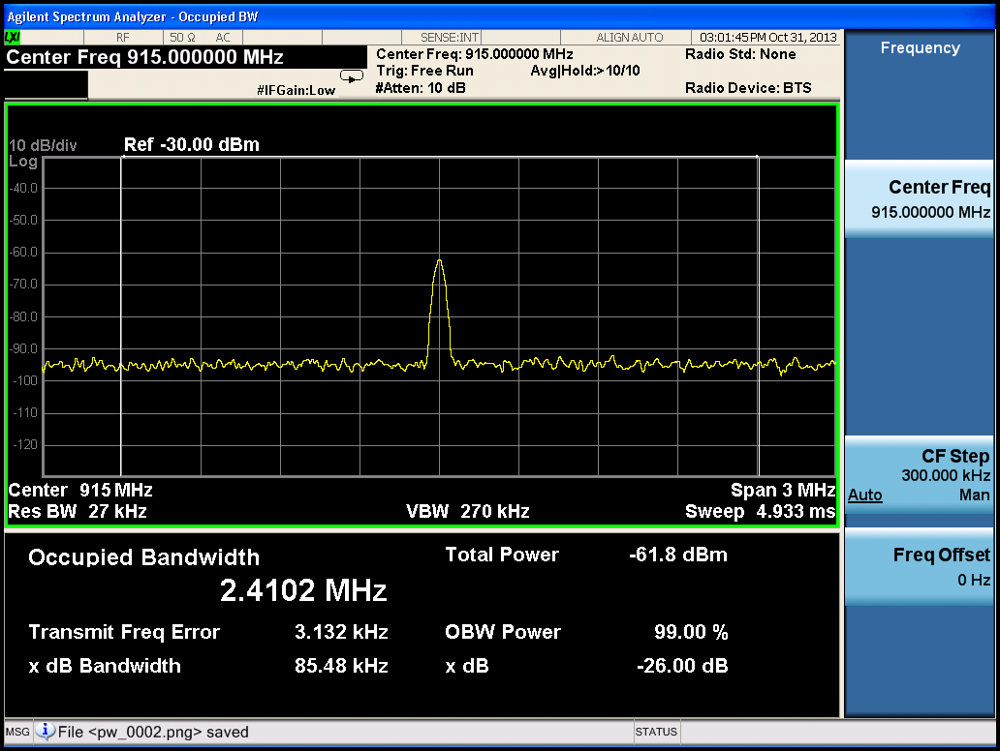 Agilent Spectrum Analyzer - Occupied BW
LXI RF 50 Ω AC SENSE:INT ALIGN AUTO 03:01:45 PM Oct 31, 2013
Center Freq 915.000000 MHz
Center Freq: 915.000000 MHz Radio Std: None
Trig: Free Run Avg|Hold:>10/10
#IFGain:Low #Atten: 10 dB Radio Device: BTS
10 dB/div Ref -30.00 dBm
Log
-40.0
-50.0
-60.0
-70.0
-80.0
-90.0
-100
-110
-120
Center 915 MHz Span 3 MHz
Res BW 27 kHz VBW 270 kHz Sweep 4.933 ms
Occupied Bandwidth Total Power -61.8 dBm
2.4102 MHz
Transmit Freq Error 3.132 kHz OBW Power 99.00 %
x dB Bandwidth 85.48 kHz x dB -26.00 dB
Frequency
Center Freq
915.000000 MHz
CF Step
300.000 kHz
Auto Man
Freq Offset
0 Hz
MSG File <pw_0002.png> saved STATUS